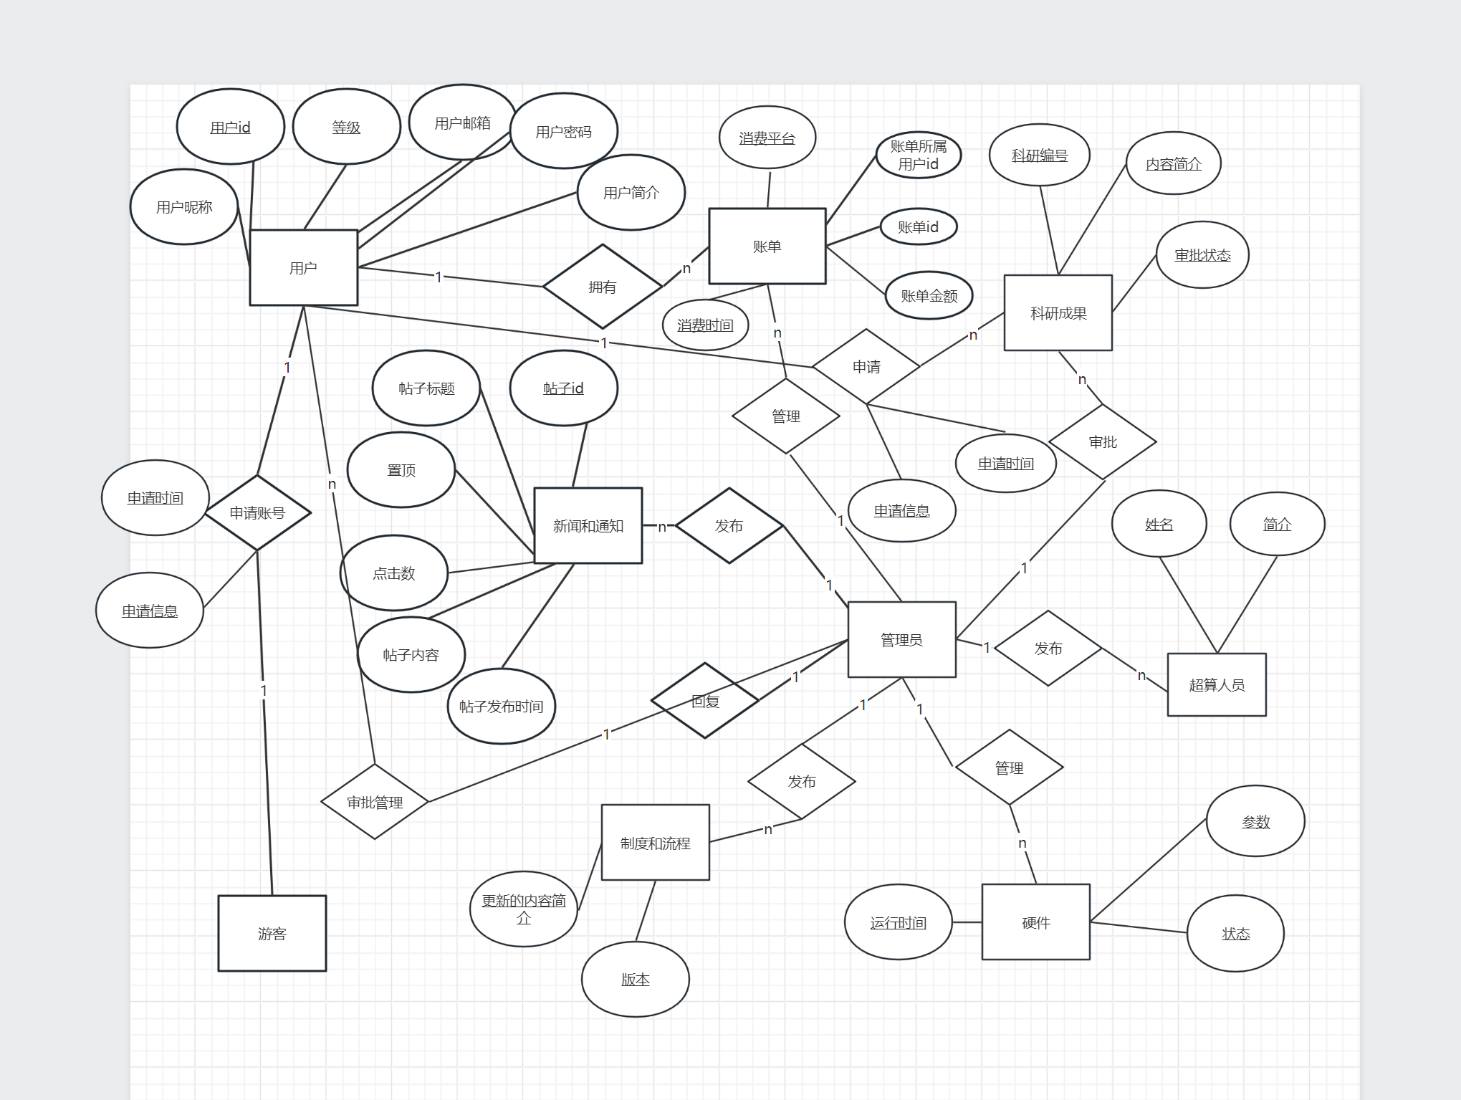 用户id
等级
用户邮箱
用户密码
用户昵称
用户简介
用户
消费平台
账单所属
用户id
账单
账单id
账单金额
消费时间
科研编号
内容简介
审批状态
科研成果
1
拥有
n
1
n
申请
n
管理
n
审批
申请时间
申请信息
1
n
帖子标题
帖子id
置顶
点击数
帖子内容
帖子发布时间
新闻和通知
n
发布
1
1
1
申请时间
申请账号
申请信息
1
姓名
简介
管理员
1
发布
n
超算人员
回复
1
1
审批管理
1
发布
n
1
管理
n
制度和流程
更新的内容简
介
版本
游客
运行时间
硬件
参数
状态